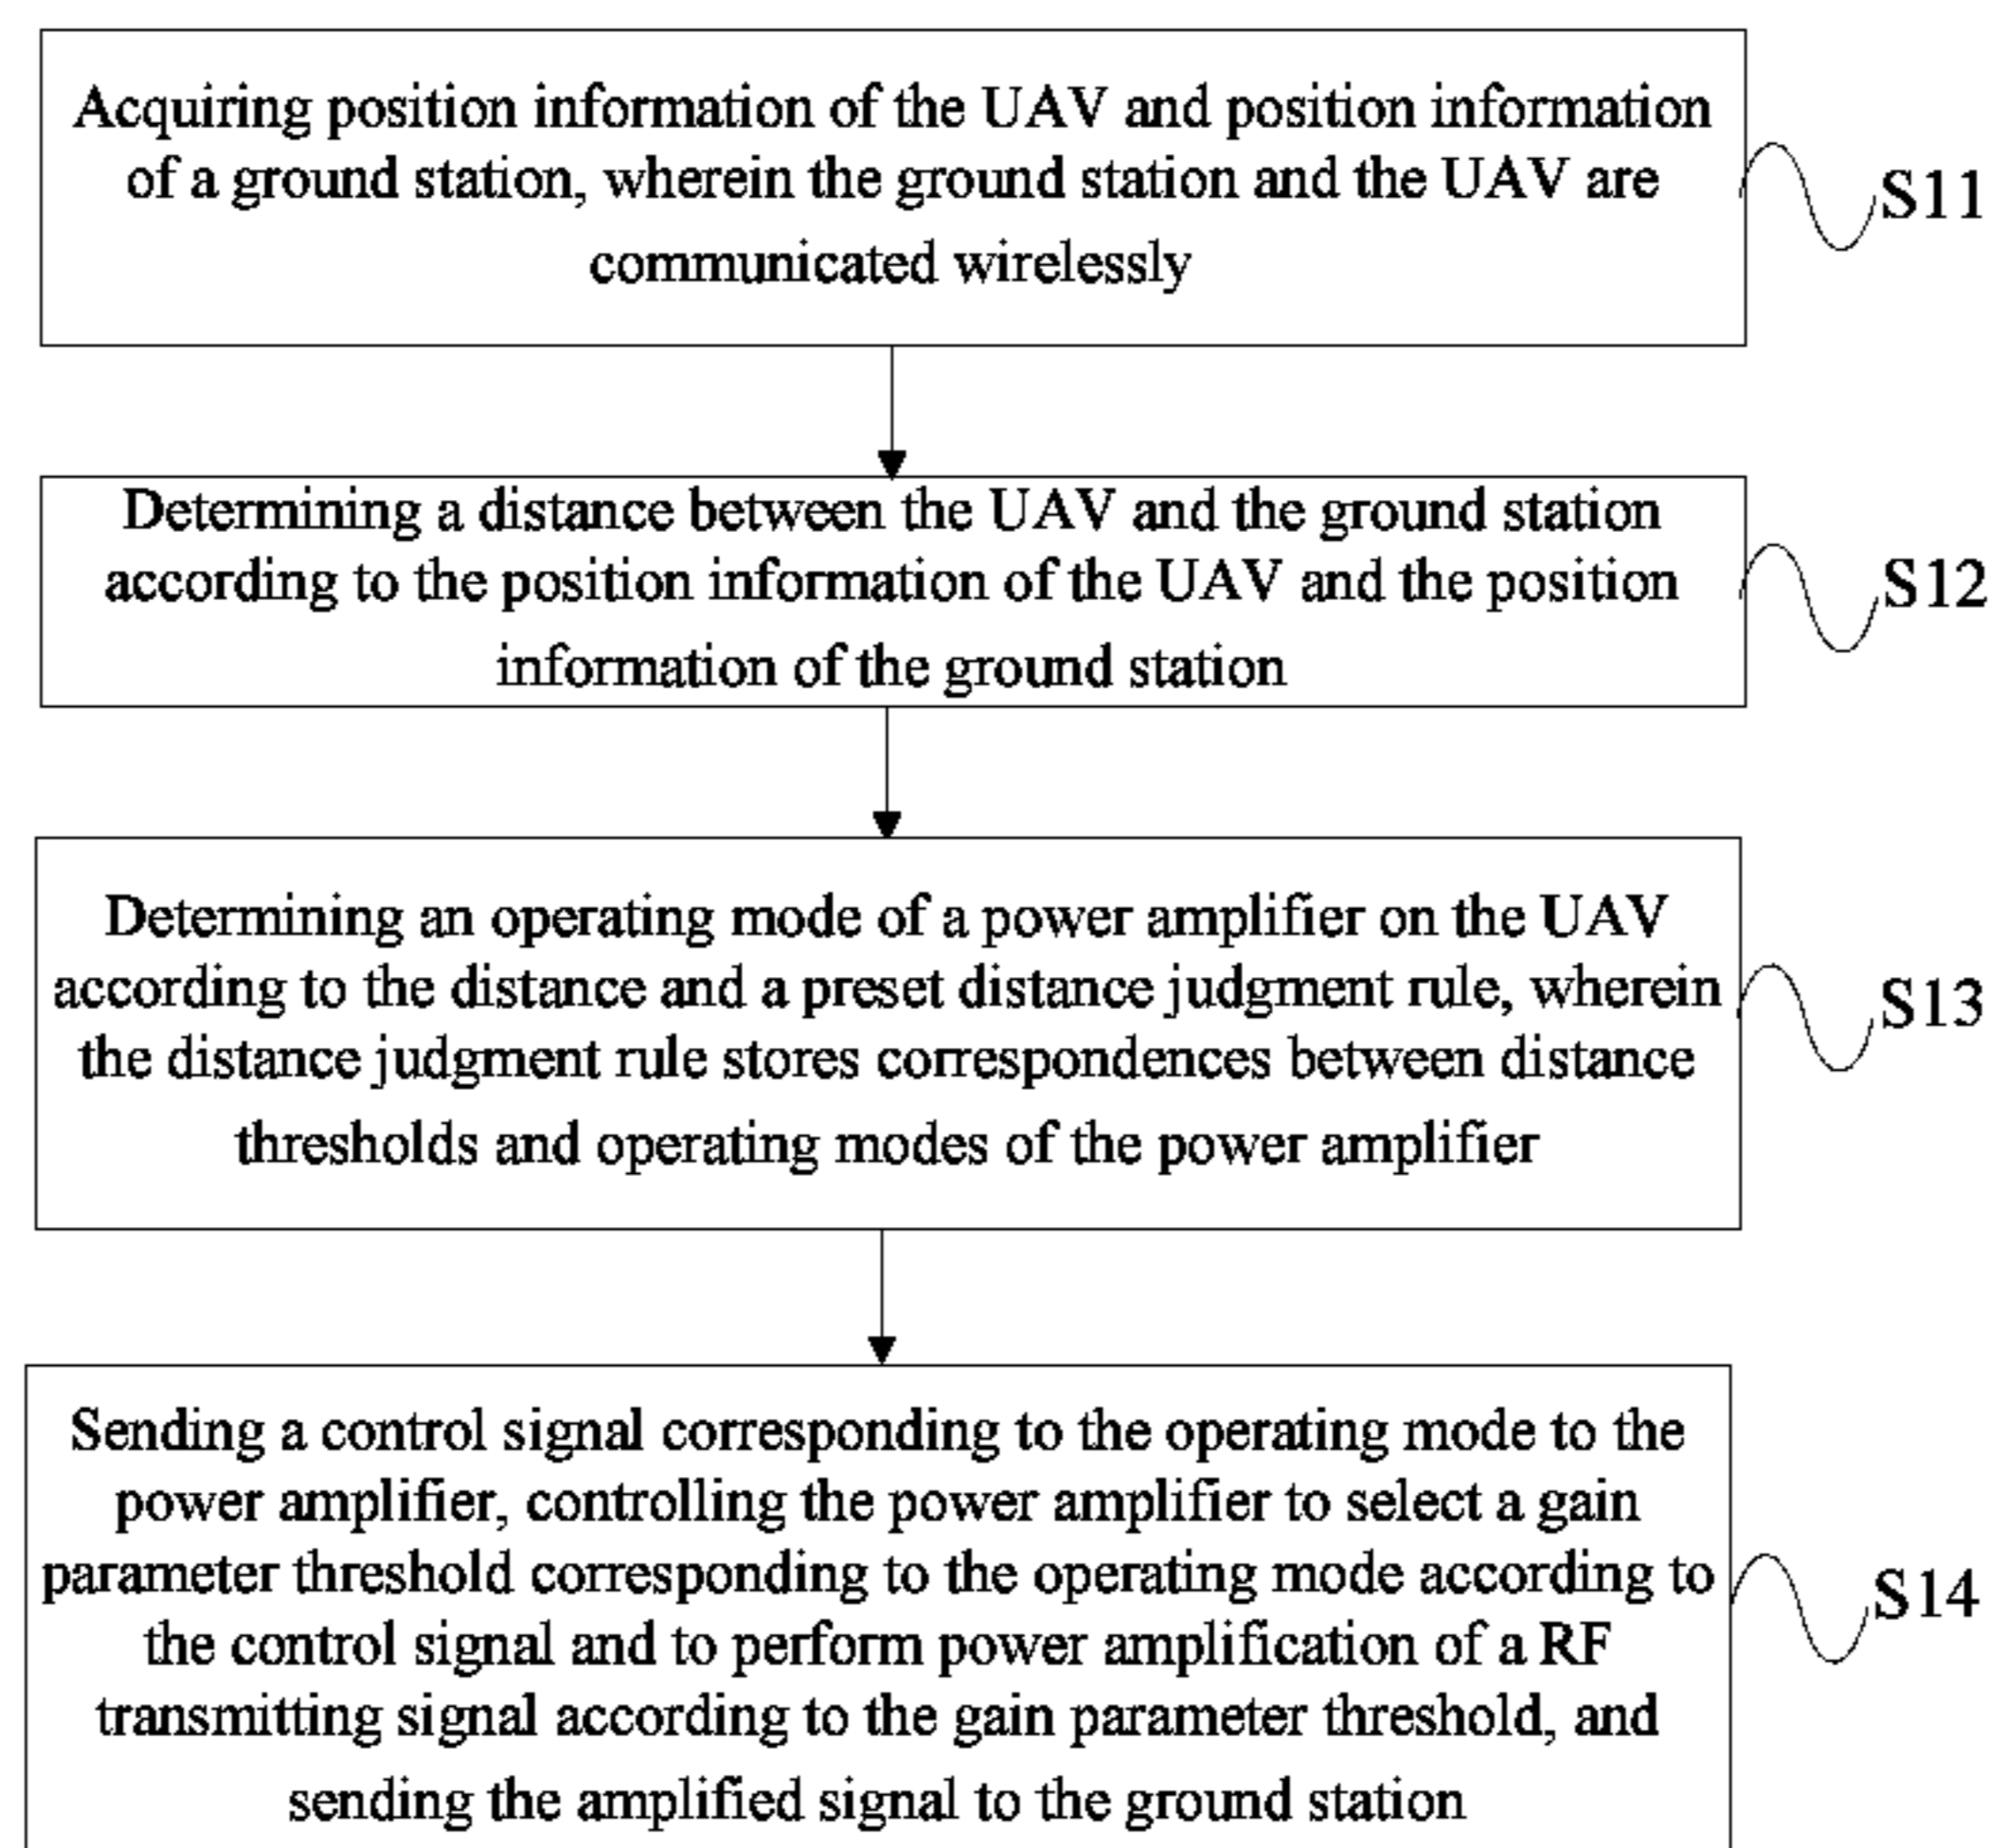 Acquiring position information of the UAV and position information
of a ground station, wherein the ground station and the UAV are
communicated wirelessly
S11
Determining a distance between the UAV and the ground station
according to the position information of the UAV and the position
information of the ground station
S12
Determining an operating mode of a power amplifier on the UAV
according to the distance and a preset distance judgment rule, wherein
the distance judgment rule stores correspondences between distance
thresholds and operating modes of the power amplifier
S13
Sending a control signal corresponding to the operating mode to the
power amplifier, controlling the power amplifier to select a gain
parameter threshold corresponding to the operating mode according to
the control signal and to perform power amplification of a RF
transmitting signal according to the gain parameter threshold, and
sending the amplified signal to the ground station
S14